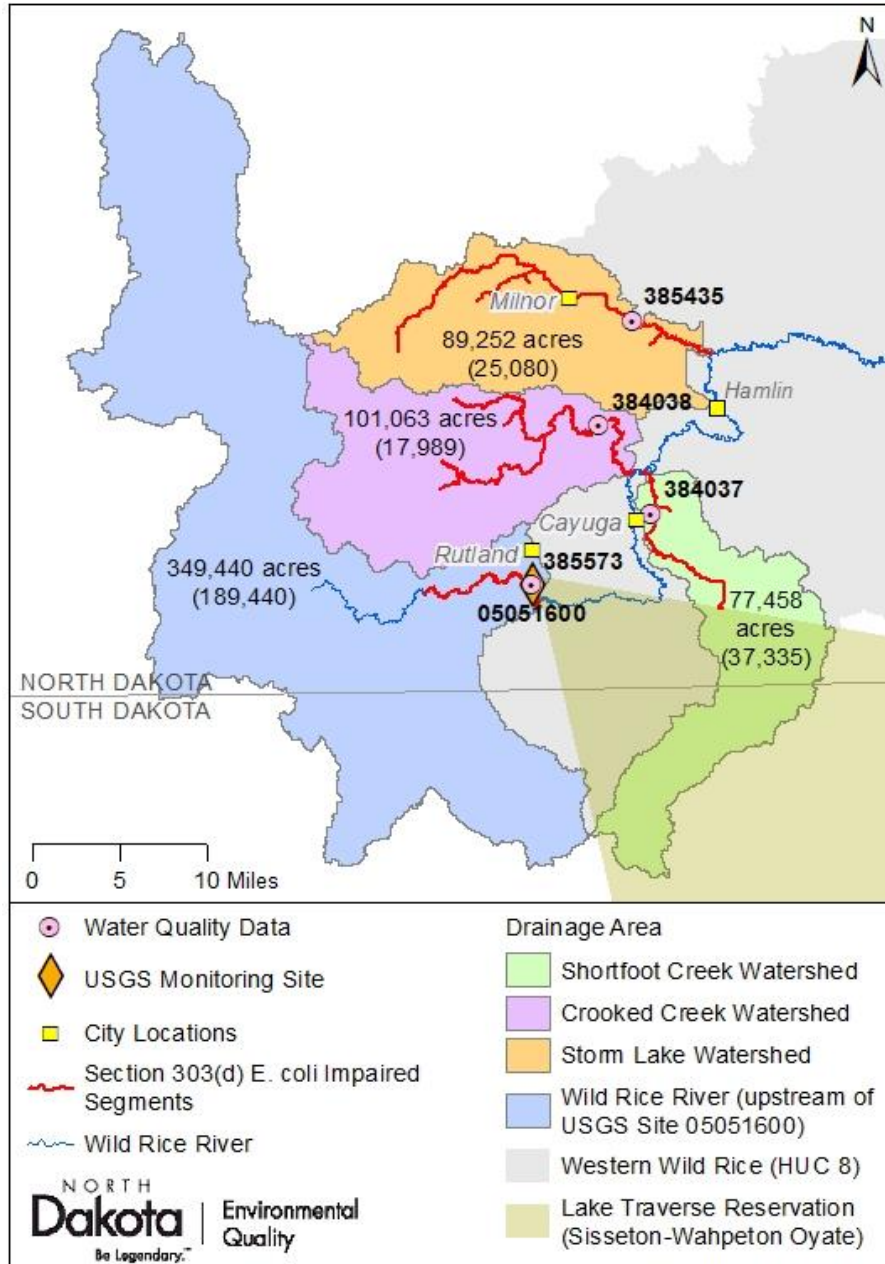 N
Milnor
385435
89,252 acres
(25,080)
Hamlin
384038
101,063 acres
(17,989)
384037
Cayuga
Rutland
385573
349,440 acres
(189,440)
05051600
77,458
acres
(37,335)
NORTH DAKOTA
SOUTH DAKOTA
0 5 10 Miles
Water Quality Data
USGS Monitoring Site
City Locations
Section 303(d) E. coli Impaired
Segments
Wild Rice River
Drainage Area
Shortfoot Creek Watershed
Crooked Creek Watershed
Storm Lake Watershed
Wild Rice River (upstream of
USGS Site 05051600)
Western Wild Rice (HUC 8)
Lake Traverse Reservation
(Sisseton-Wahpeton Oyate)
NORTH
Dakota
Be Legendary.™
Environmental
Quality